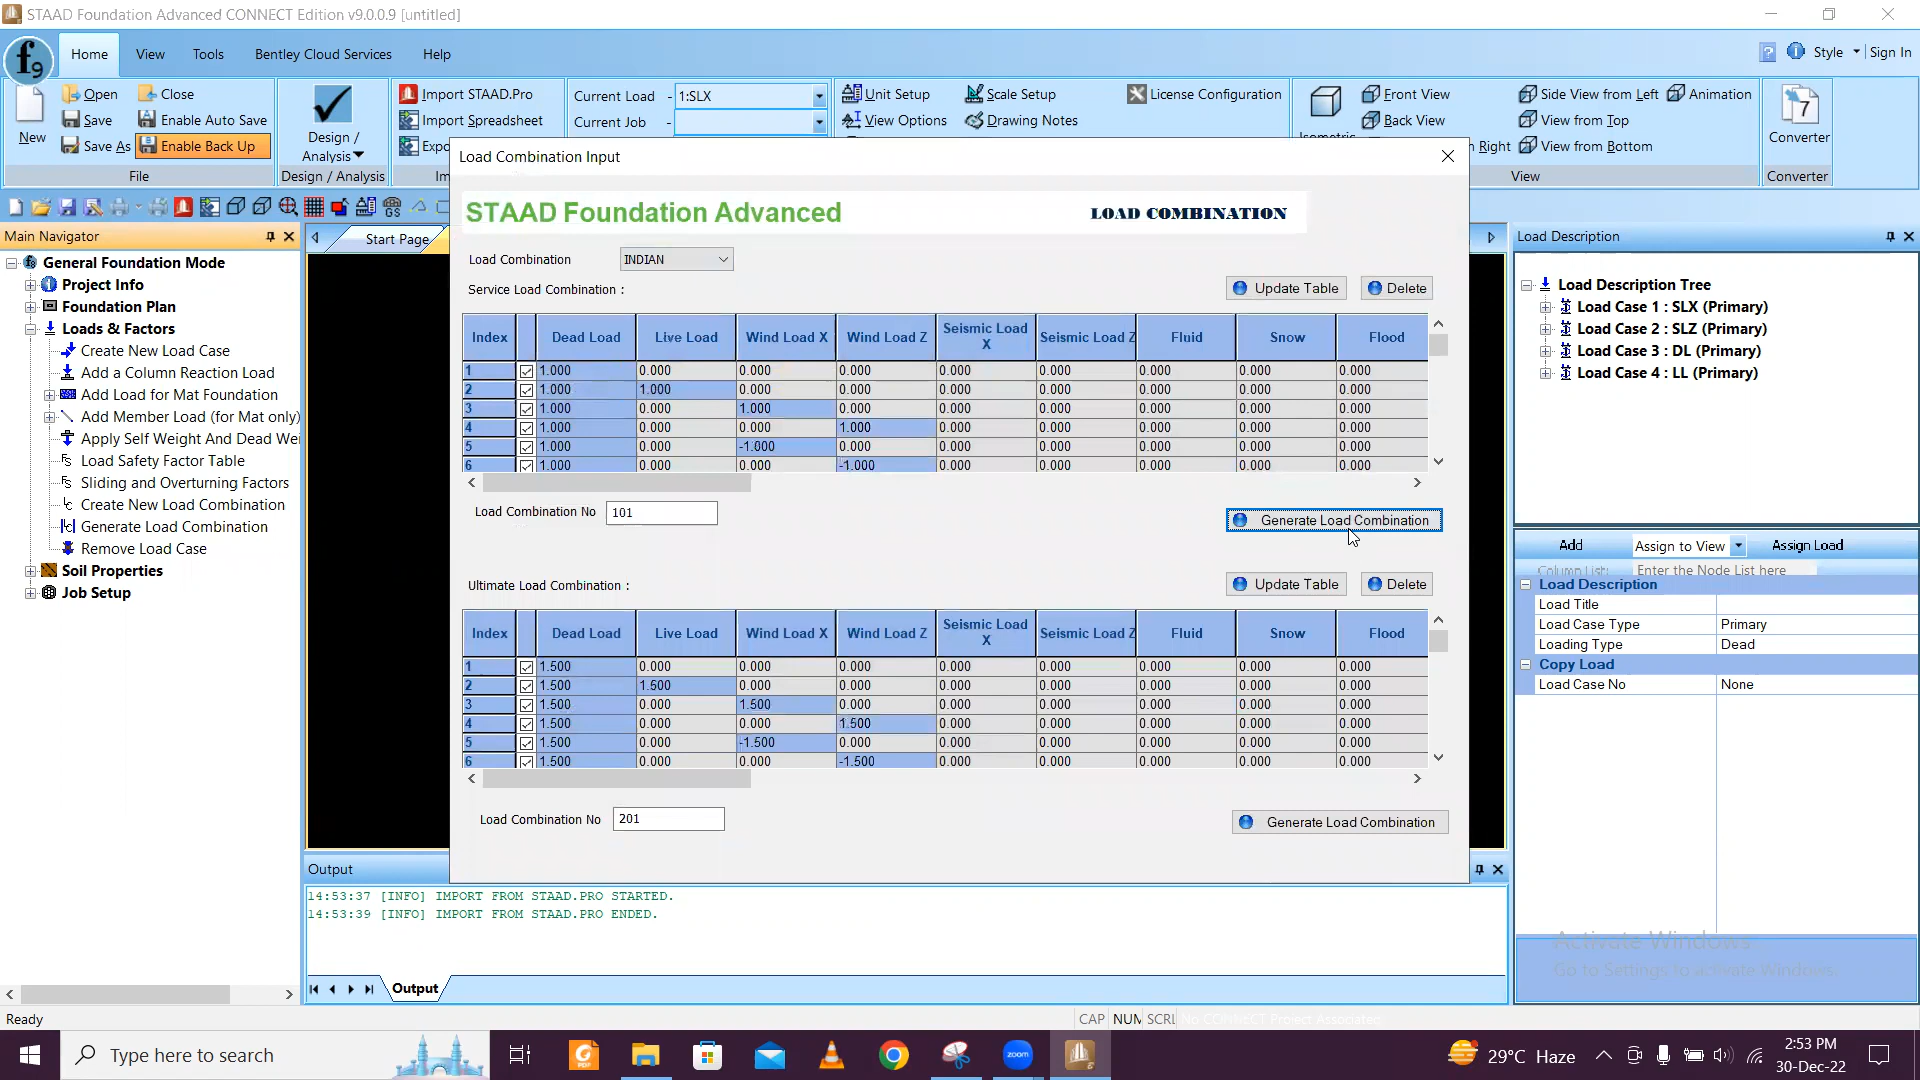 STAAD Foundation Advanced CONNECT Edition v9.0.0.9 [untitled]
f9 Home View Tools Bentley Cloud Services Help
Style Sign In
New
Open
Save
Save As
Close
Enable Auto Save
Enable Back Up
File
Design / Analysis
Design / Analysis
Import STAAD.Pro
Import Spreadsheet
Current Load - 1:SLX
Current Job -
Unit Setup
View Options
Scale Setup
Drawing Notes
License Configuration
Front View
Back View
Side View from Left
View from Top
View from Bottom
Right
Animation
View
7
Converter
Converter
Main Navigator
General Foundation Mode
Project Info
Foundation Plan
Loads & Factors
Create New Load Case
Add a Column Reaction Load
Add Load for Mat Foundation
Add Member Load (for Mat only)
Apply Self Weight And Dead Wei
Load Safety Factor Table
Sliding and Overturning Factors
Create New Load Combination
Generate Load Combination
Remove Load Case
Soil Properties
Job Setup
Start Page
Load Combination Input
STAAD Foundation Advanced
LOAD COMBINATION
Load Combination INDIAN
Service Load Combination :
Update Table Delete
Index Dead Load Live Load Wind Load X Wind Load Z Seismic Load X Seismic Load Z Fluid Snow Flood
1 1.000 0.000 0.000 0.000 0.000 0.000 0.000 0.000 0.000
2 1.000 1.000 0.000 0.000 0.000 0.000 0.000 0.000 0.000
3 1.000 0.000 1.000 0.000 0.000 0.000 0.000 0.000 0.000
4 1.000 0.000 0.000 1.000 0.000 0.000 0.000 0.000 0.000
5 1.000 0.000 -1.000 0.000 0.000 0.000 0.000 0.000 0.000
6 1.000 0.000 0.000 -1.000 0.000 0.000 0.000 0.000 0.000
Load Combination No 101
Generate Load Combination
Ultimate Load Combination :
Update Table Delete
Index Dead Load Live Load Wind Load X Wind Load Z Seismic Load X Seismic Load Z Fluid Snow Flood
1 1.500 0.000 0.000 0.000 0.000 0.000 0.000 0.000 0.000
2 1.500 1.500 0.000 0.000 0.000 0.000 0.000 0.000 0.000
3 1.500 0.000 1.500 0.000 0.000 0.000 0.000 0.000 0.000
4 1.500 0.000 0.000 1.500 0.000 0.000 0.000 0.000 0.000
5 1.500 0.000 -1.500 0.000 0.000 0.000 0.000 0.000 0.000
6 1.500 0.000 0.000 -1.500 0.000 0.000 0.000 0.000 0.000
Load Combination No 201
Generate Load Combination
Load Description
Load Description Tree
Load Case 1 : SLX (Primary)
Load Case 2 : SLZ (Primary)
Load Case 3 : DL (Primary)
Load Case 4 : LL (Primary)
Add Assign to View Assign Load
Column List: Enter the Node List here
Load Description
Load Title
Load Case Type Primary
Loading Type Dead
Copy Load
Load Case No None
Activate Windows
Go to Settings to activate Windows.
Output
14:53:37 [INFO] IMPORT FROM STAAD.PRO STARTED.
14:53:39 [INFO] IMPORT FROM STAAD.PRO ENDED.
Output
Ready
CAP NUM SCRL No CONNECT Project Associated
Type here to search
zoom
29°C Haze
2:53 PM
30-Dec-22